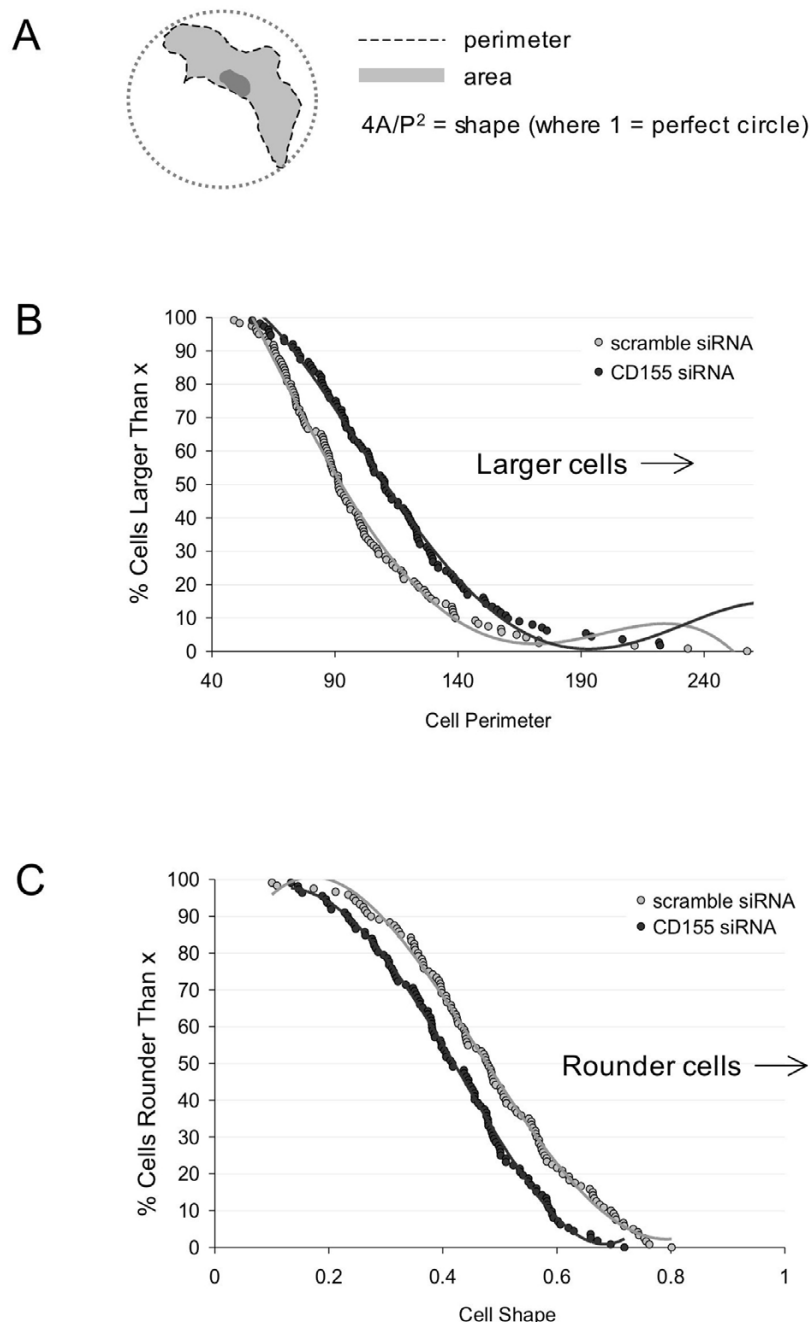 A
perimeter
area
4A/P² = shape (where 1 = perfect circle)
B
100
90
80
70
60
50
40
30
20
10
0
% Cells Larger Than x
scramble siRNA
CD155 siRNA
Larger cells
40 90 140 190 240
Cell Perimeter
C
100
90
80
70
60
50
40
30
20
10
0
% Cells Rounder Than x
scramble siRNA
CD155 siRNA
Rounder cells
0 0.2 0.4 0.6 0.8 1
Cell Shape